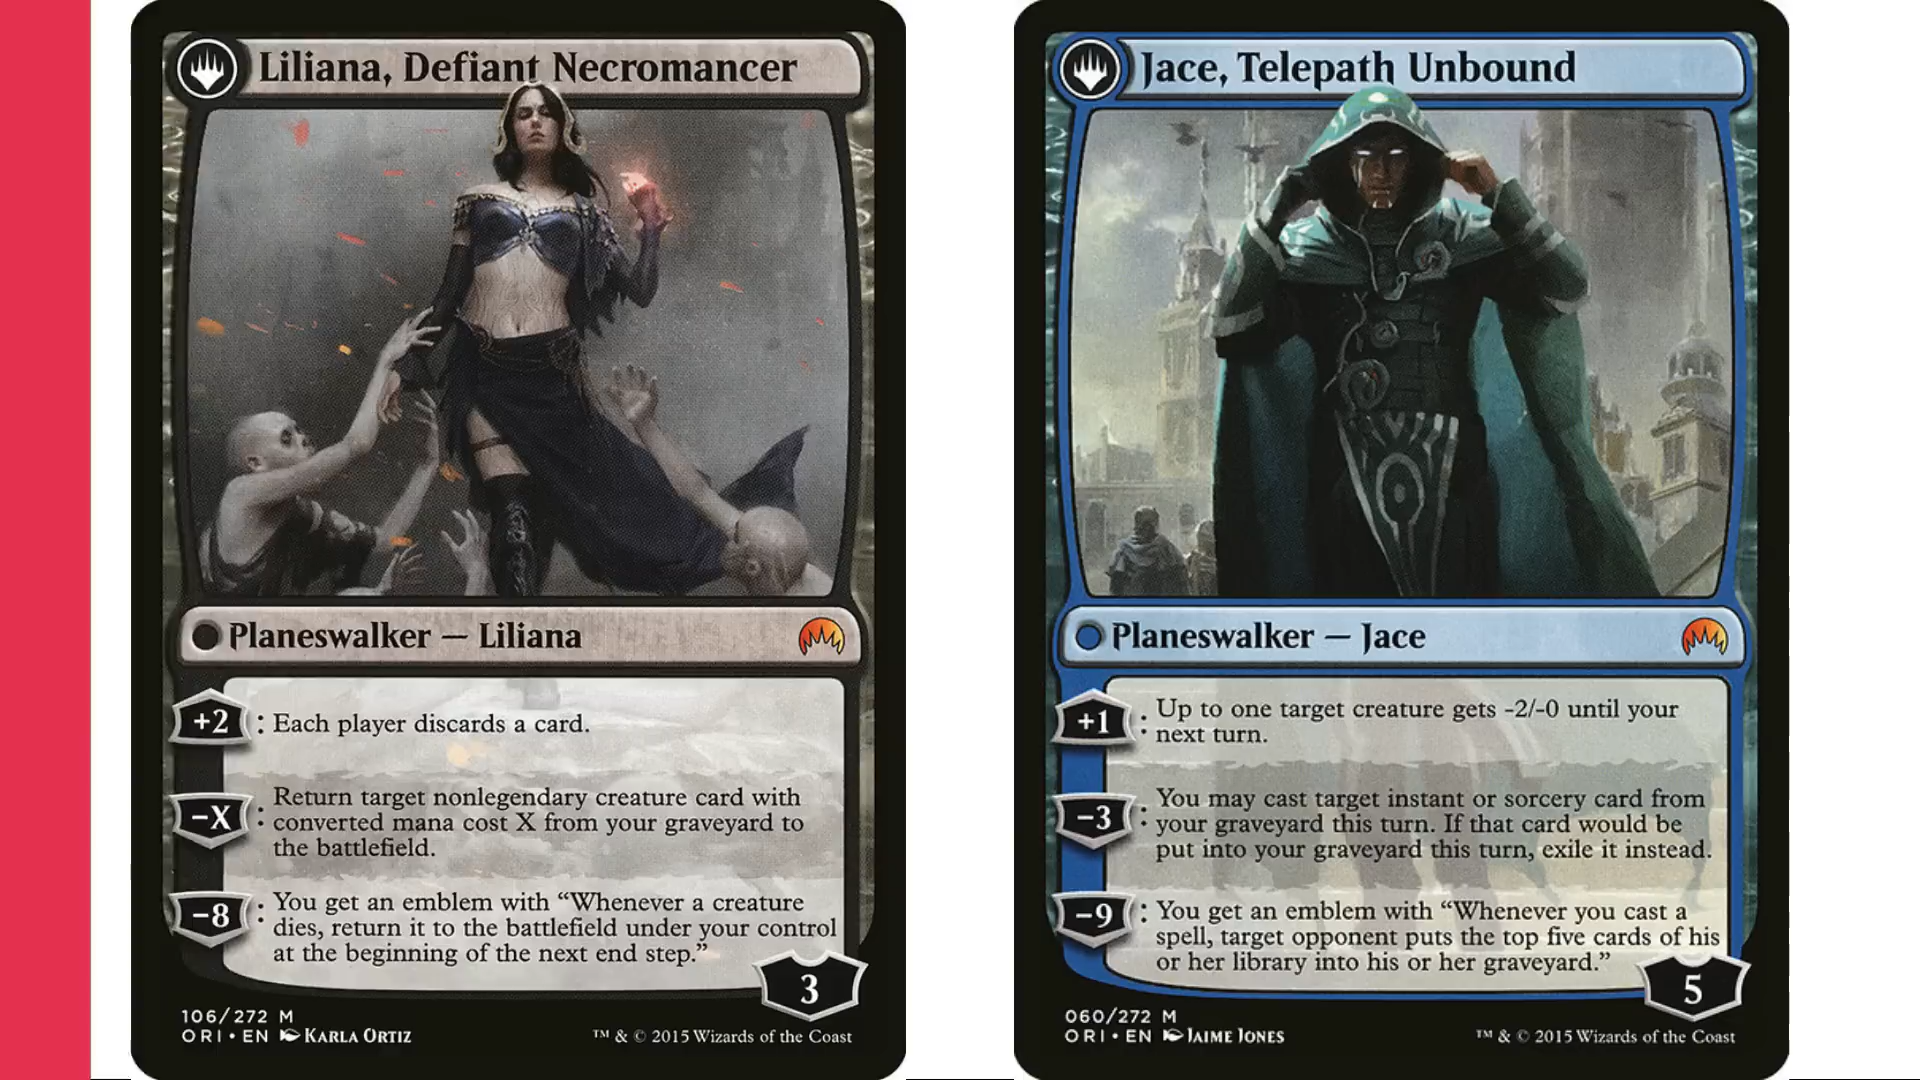 Liliana, Defiant Necromancer
Planeswalker — Liliana
+2: Each player discards a card.
−X: Return target nonlegendary creature card with
converted mana cost X from your graveyard to
the battlefield.
−8: You get an emblem with “Whenever a creature
dies, return it to the battlefield under your control
at the beginning of the next end step.”
3
106/272 M
ORI • EN KARLA ORTIZ
™ & © 2015 Wizards of the Coast
Jace, Telepath Unbound
Planeswalker — Jace
+1: Up to one target creature gets -2/-0 until your
next turn.
−3: You may cast target instant or sorcery card from
your graveyard this turn. If that card would be
put into your graveyard this turn, exile it instead.
−9: You get an emblem with “Whenever you cast a
spell, target opponent puts the top five cards of his
or her library into his or her graveyard.”
5
060/272 M
ORI • EN JAIME JONES
™ & © 2015 Wizards of the Coast